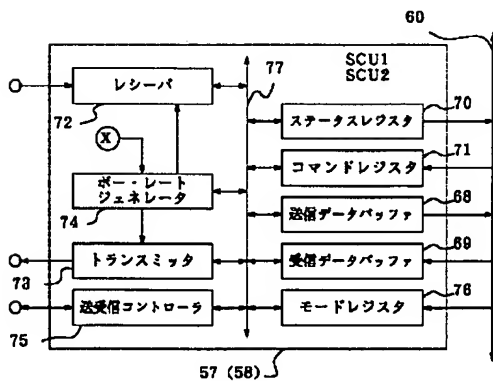 60
SCU1
SCU2
77
レシーバ
72
70
ステータスレジスタ
X
71
コマンドレジスタ
ボー・レート
ジェネレータ
74
68
送信データバッファ
69
トランスミッタ
73
受信データバッファ
76
送受信コントローラ
75
モードレジスタ
57 (58)